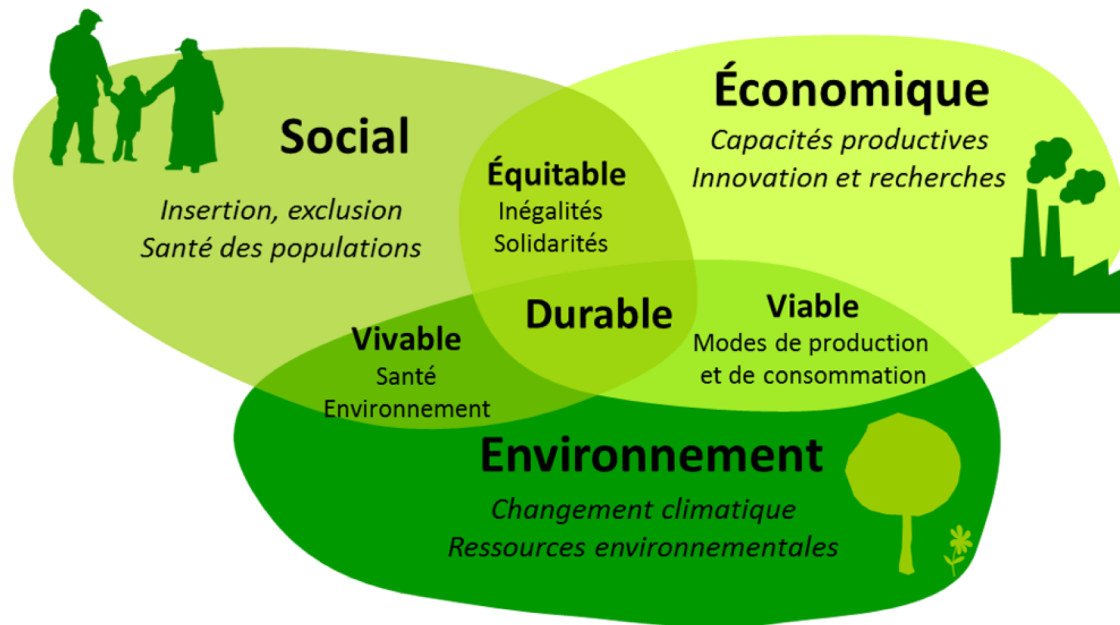 Social
Insertion, exclusion
Santé des populations
Économique
Capacités productives
Innovation et recherches
Équitable
Inégalités
Solidarités
Durable
Vivable
Santé
Environnement
Viable
Modes de production
et de consommation
Environnement
Changement climatique
Ressources environnementales